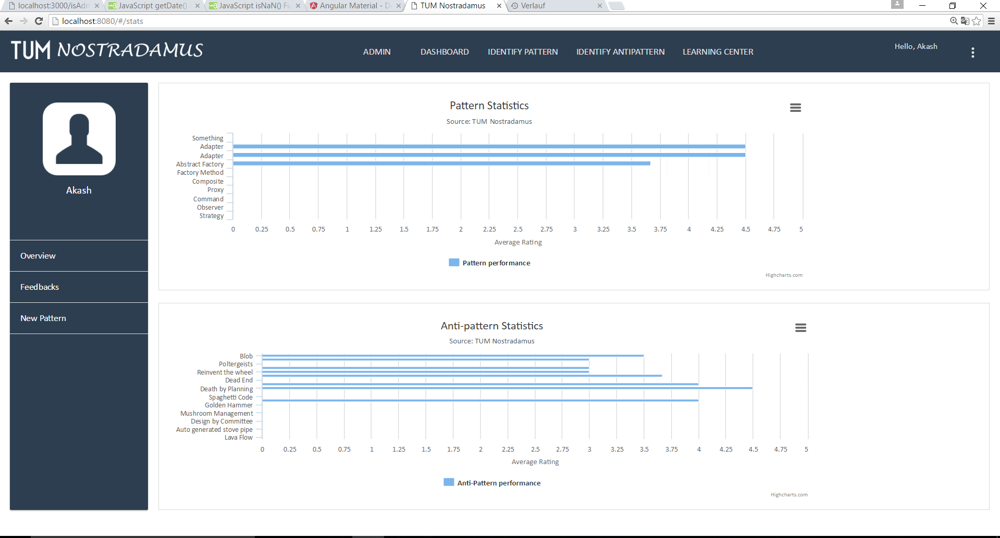 localhost:3000/isAdm
JavaScript getDate()
JavaScript isNaN() Fu
Angular Material - D
TUM Nostradamus
Verlauf
localhost:8080/#/stats
TUM NOSTRADAMUS
ADMIN
DASHBOARD
IDENTIFY PATTERN
IDENTIFY ANTIPATTERN
LEARNING CENTER
Hello, Akash
Akash
Overview
Feedbacks
New Pattern
Pattern Statistics
Source: TUM Nostradamus
Something
Adapter
Adapter
Abstract Factory
Factory Method
Composite
Proxy
Command
Observer
Strategy
0 0.25 0.5 0.75 1 1.25 1.5 1.75 2 2.25 2.5 2.75 3 3.25 3.5 3.75 4 4.25 4.5 4.75 5
Average Rating
Pattern performance
Highcharts.com
Anti-pattern Statistics
Source: TUM Nostradamus
Blob
Poltergeists
Reinvent the wheel
Dead End
Death by Planning
Spaghetti Code
Golden Hammer
Mushroom Management
Design by Committee
Auto generated stove pipe
Lava Flow
0 0.25 0.5 0.75 1 1.25 1.5 1.75 2 2.25 2.5 2.75 3 3.25 3.5 3.75 4 4.25 4.5 4.75 5
Average Rating
Anti-Pattern performance
Highcharts.com